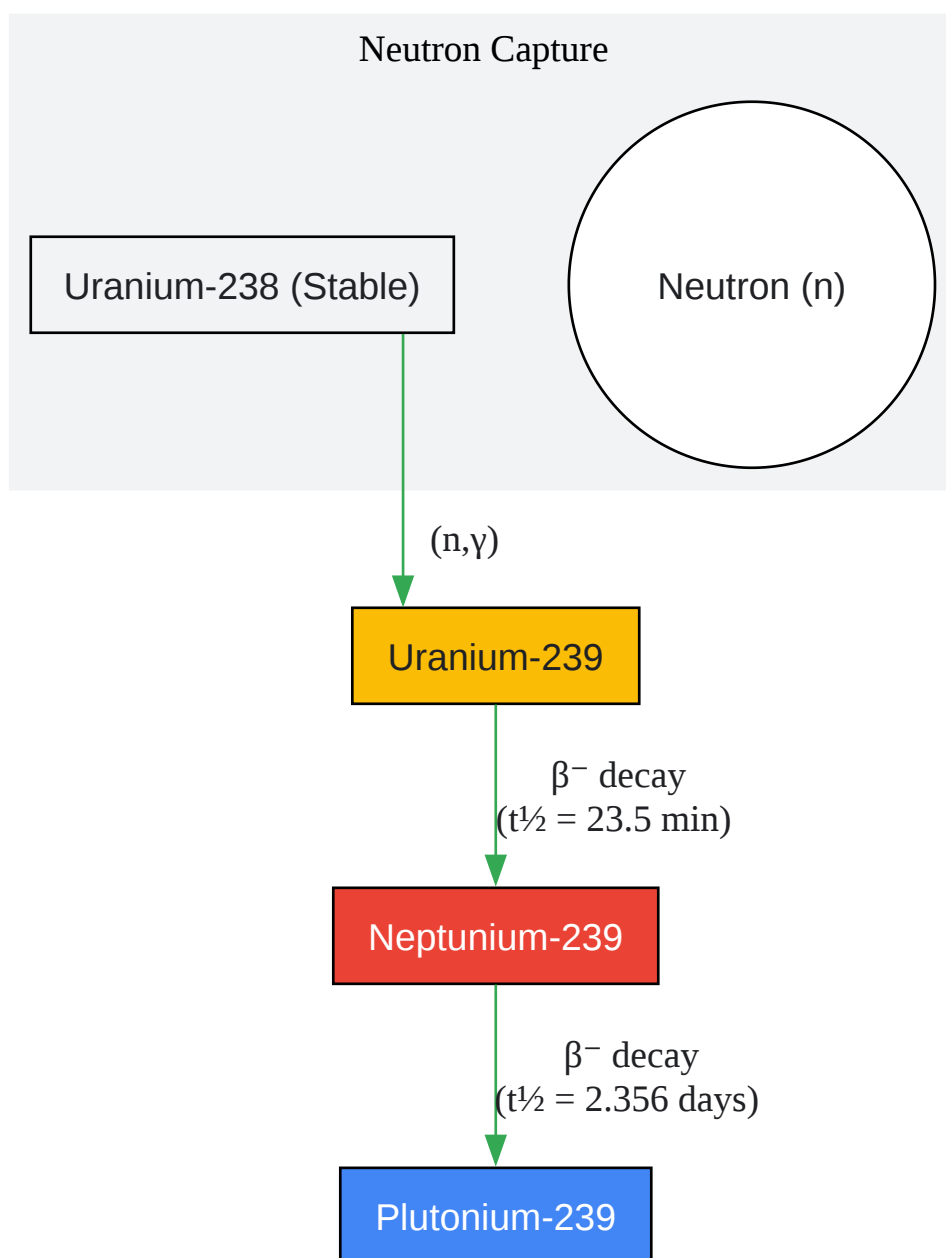 Neutron Capture
Uranium-238 (Stable)
Neutron (n)
(n,γ)
Uranium-239
β⁻ decay
(t½ = 23.5 min)
Neptunium-239
β⁻ decay
(t½ = 2.356 days)
Plutonium-239